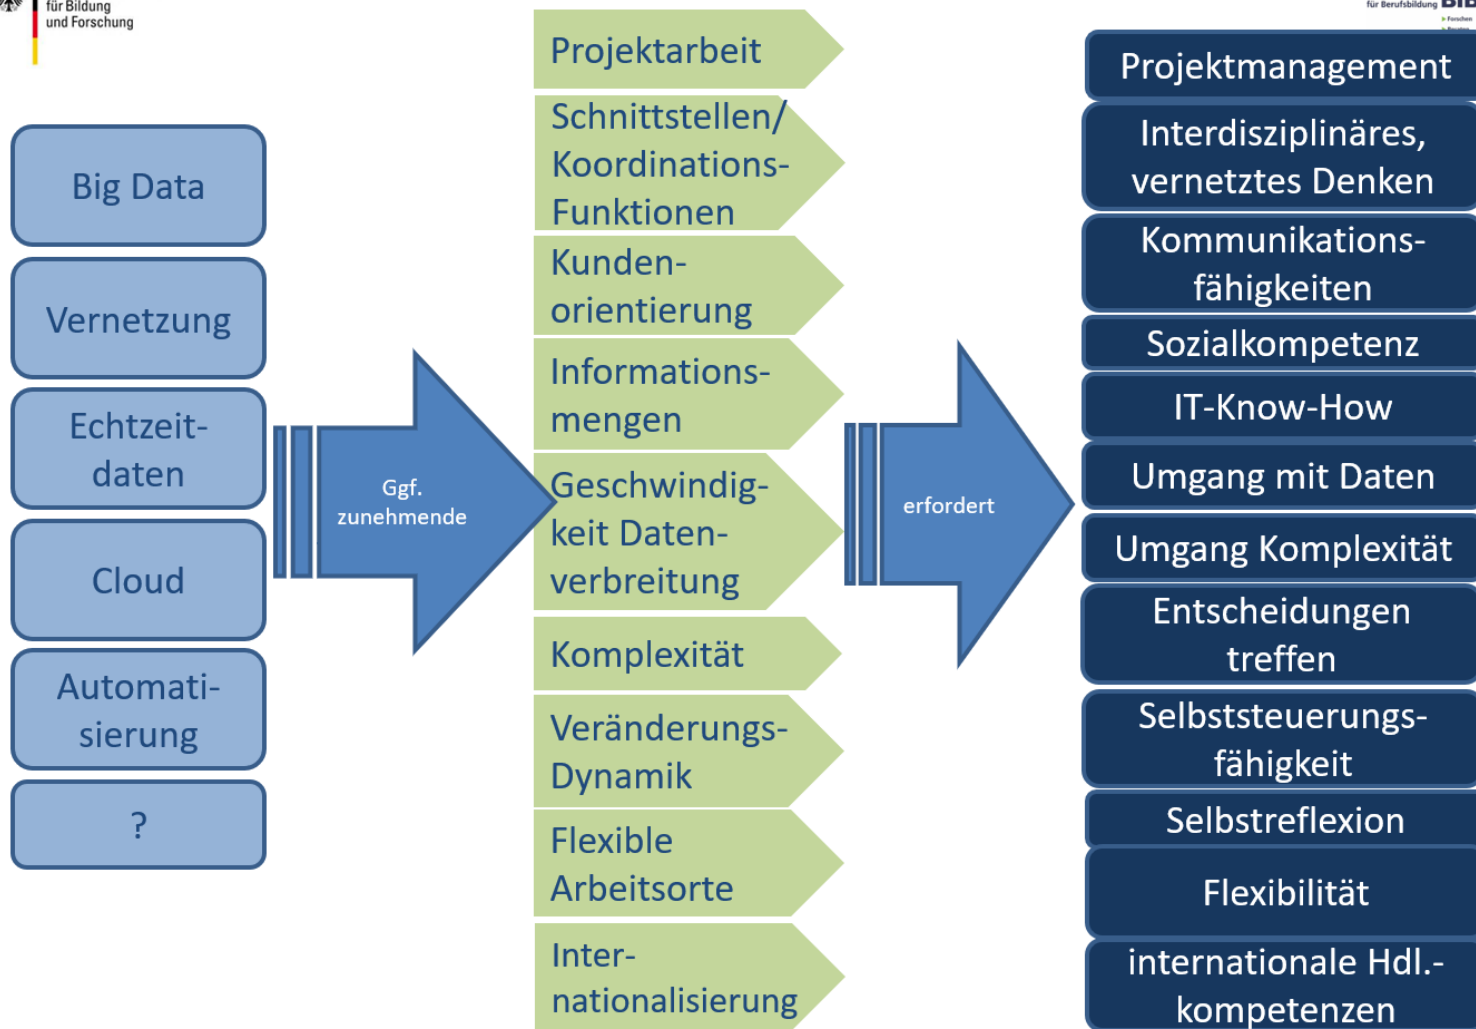 für Bildung
und Forschung
für Berufsbildung
Forschen
Big Data
Vernetzung
Echtzeit-
daten
Cloud
Automati-
sierung
?
Ggf.
zunehmende
Projektarbeit
Schnittstellen/
Koordinations-
Funktionen
Kunden-
orientierung
Informations-
mengen
Geschwindig-
keit Daten-
verbreitung
Komplexität
Veränderungs-
Dynamik
Flexible
Arbeitsorte
Inter-
nationalisierung
erfordert
Projektmanagement
Interdisziplinäres,
vernetztes Denken
Kommunikations-
fähigkeiten
Sozialkompetenz
IT-Know-How
Umgang mit Daten
Umgang Komplexität
Entscheidungen
treffen
Selbststeuerungs-
fähigkeit
Selbstreflexion
Flexibilität
internationale Hdl.-
kompetenzen